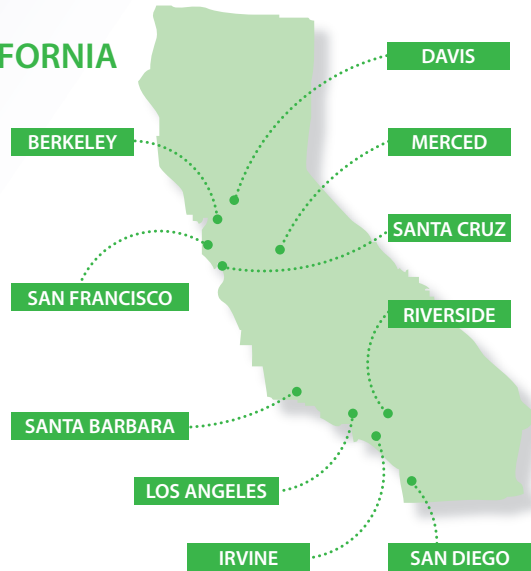 FORNIA
DAVIS
BERKELEY
MERCED
SANTA CRUZ
SAN FRANCISCO
RIVERSIDE
SANTA BARBARA
LOS ANGELES
IRVINE
SAN DIEGO